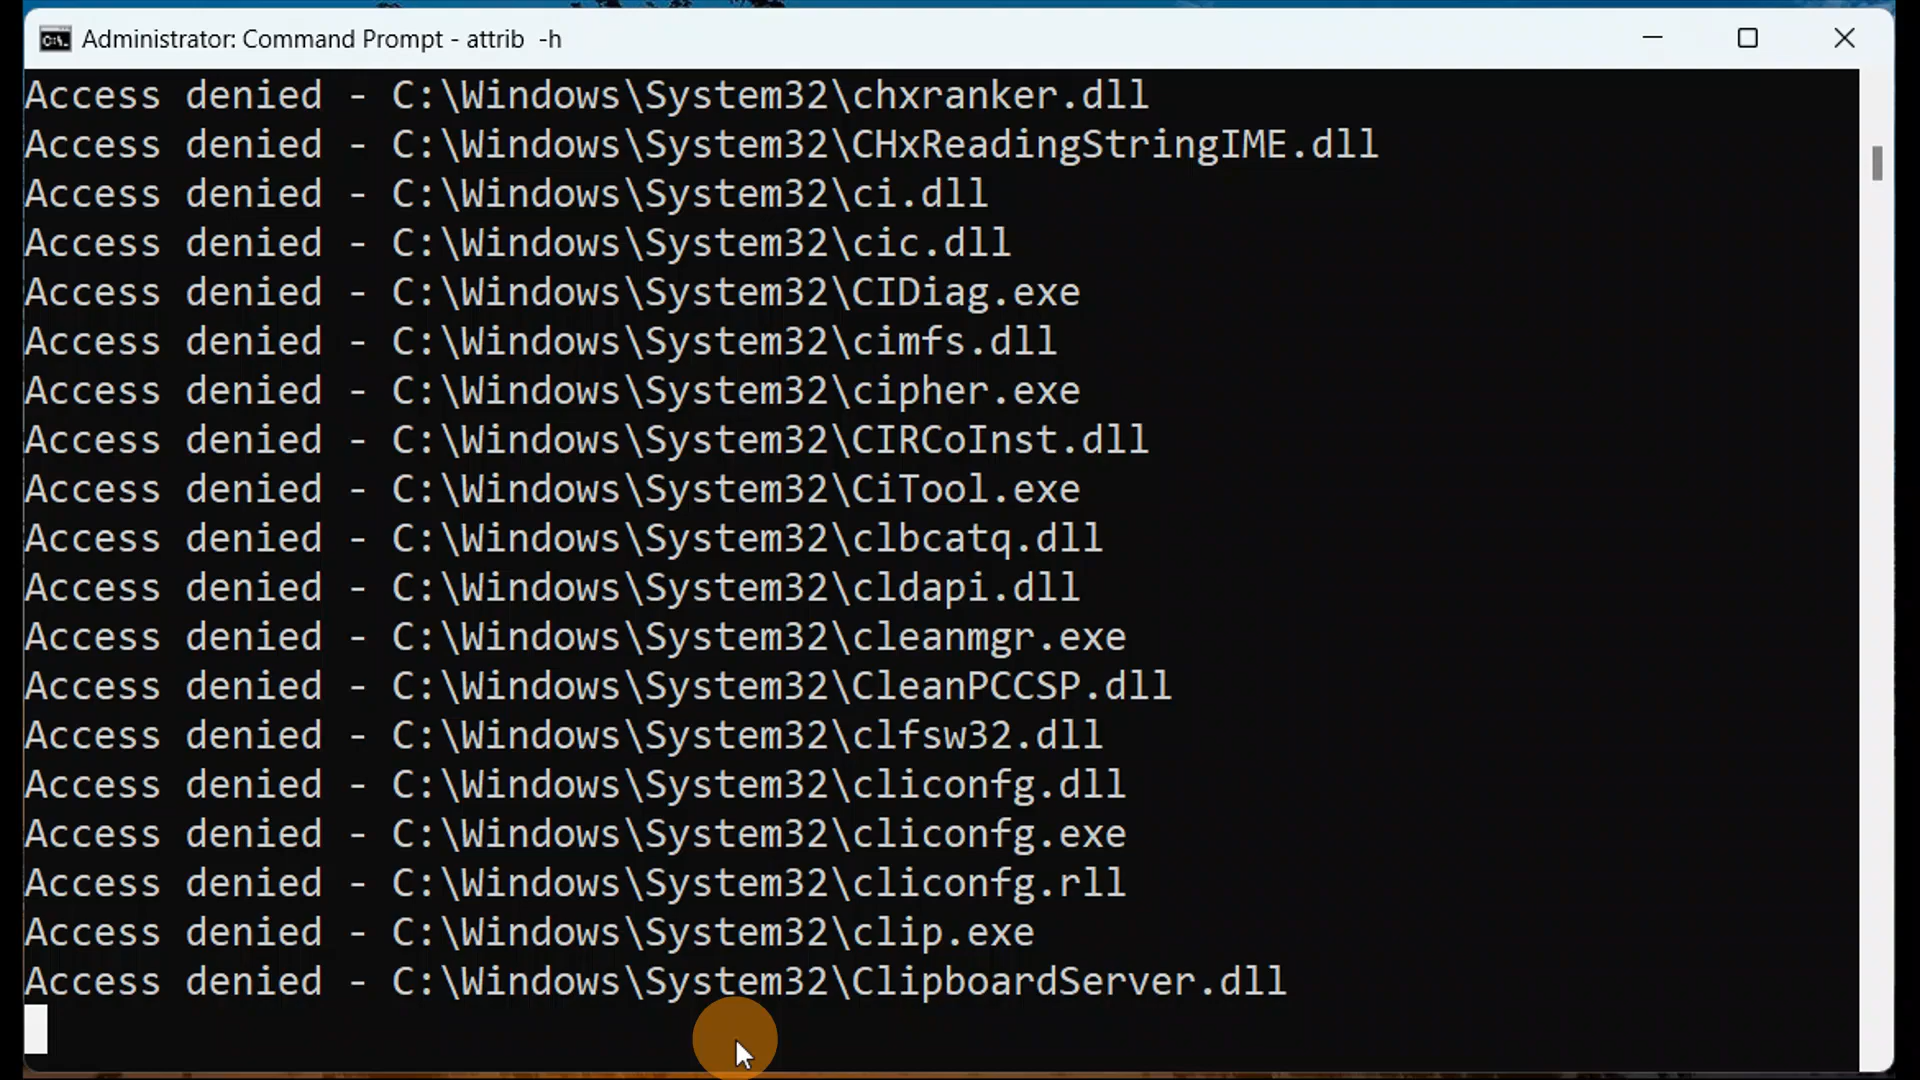 Administrator: Command Prompt - attrib  -h
Access denied - C:\Windows\System32\chxranker.dll
Access denied - C:\Windows\System32\CHxReadingStringIME.dll
Access denied - C:\Windows\System32\ci.dll
Access denied - C:\Windows\System32\cic.dll
Access denied - C:\Windows\System32\CIDiag.exe
Access denied - C:\Windows\System32\cimfs.dll
Access denied - C:\Windows\System32\cipher.exe
Access denied - C:\Windows\System32\CIRCoInst.dll
Access denied - C:\Windows\System32\CiTool.exe
Access denied - C:\Windows\System32\clbcatq.dll
Access denied - C:\Windows\System32\cldapi.dll
Access denied - C:\Windows\System32\cleanmgr.exe
Access denied - C:\Windows\System32\CleanPCCSP.dll
Access denied - C:\Windows\System32\clfsw32.dll
Access denied - C:\Windows\System32\cliconfg.dll
Access denied - C:\Windows\System32\cliconfg.exe
Access denied - C:\Windows\System32\cliconfg.rll
Access denied - C:\Windows\System32\clip.exe
Access denied - C:\Windows\System32\ClipboardServer.dll